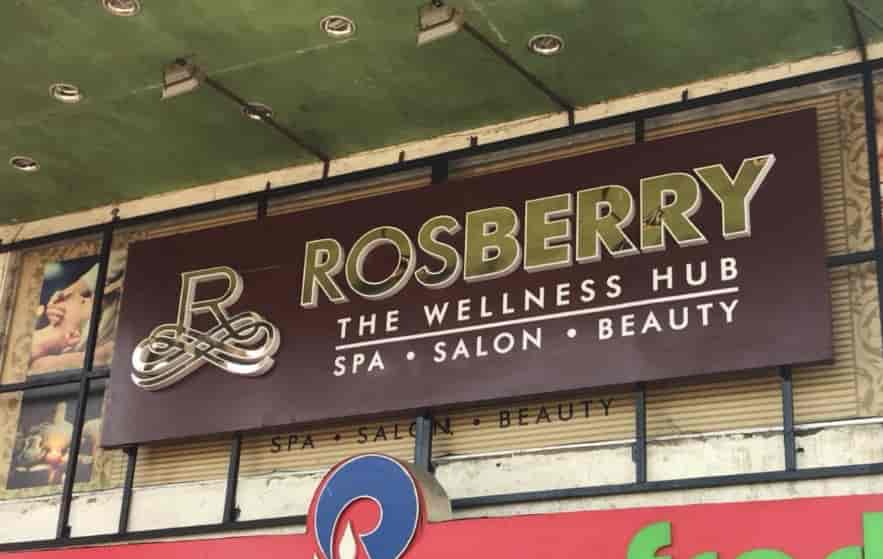 R
ROSBERRY
THE WELLNESS HUB
SPA • SALON • BEAUTY
SPA • SALON • BEAUTY